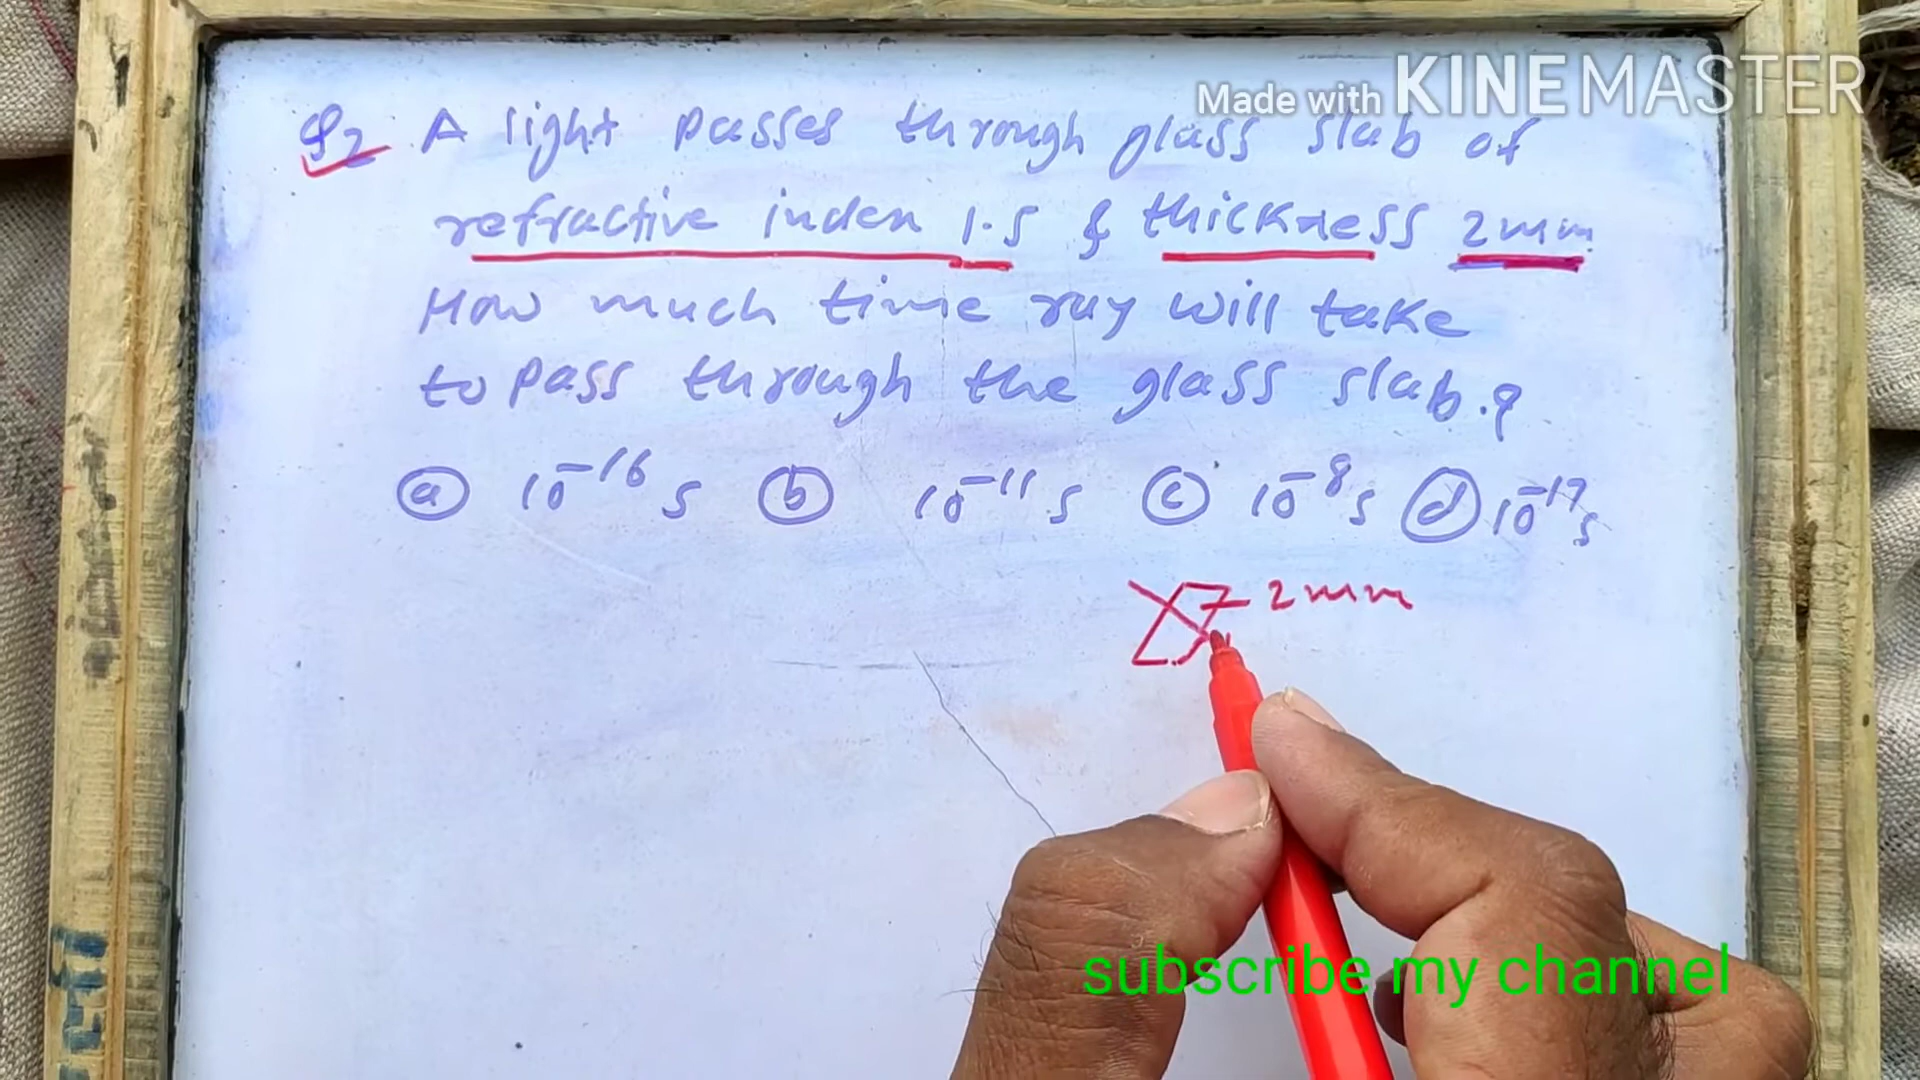 Made with KINEMASTER
Q2 A light passes through glass slab of
refractive index 1.5 & thickness 2mm.
How much time ray will take
to pass through the glass slab.?
(a) 10⁻¹⁶ s (b) 10⁻¹¹ s (c) 10⁻⁸ s (d) 10⁻¹⁷ s
2mm
subscribe my channel